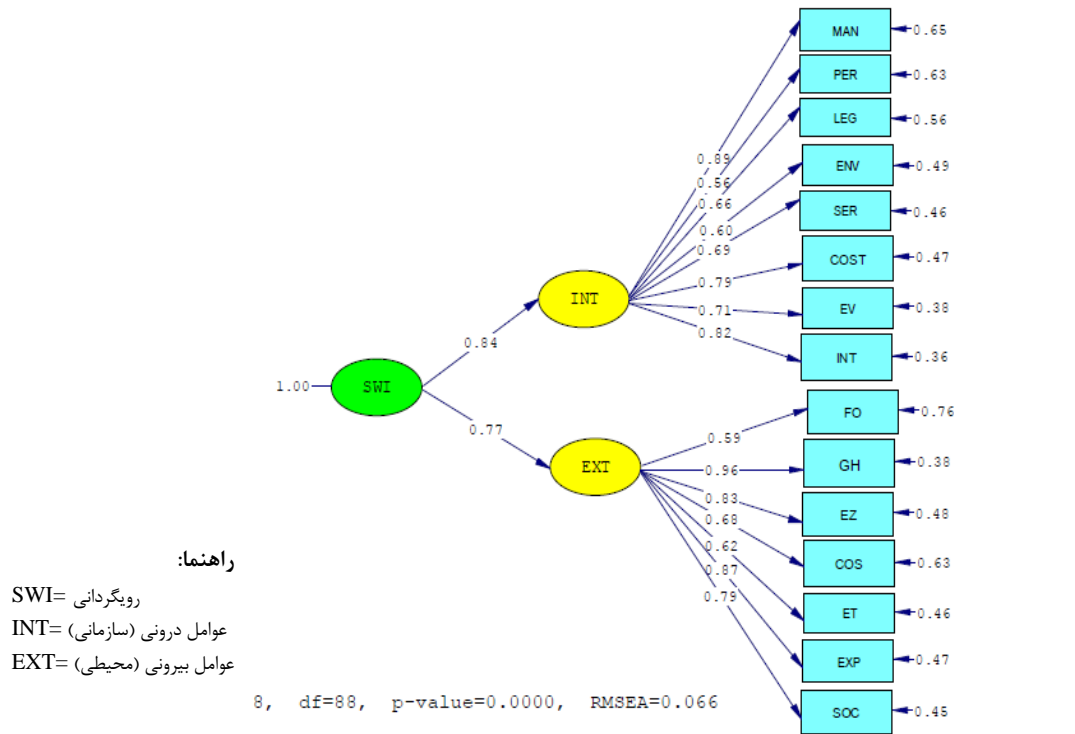 MAN
0.65
PER
0.63
LEG
0.56
0.89
ENV
0.49
0.56
0.66
SER
0.46
0.60
0.69
COST
0.47
0.79
INT
EV
0.38
0.71
0.82
0.84
INT
0.36
1.00
SWI
FO
0.76
0.77
0.59
EXT
0.96
GH
0.38
0.83
0.68
EZ
0.48
0.62
COS
0.63
0.87
0.79
ET
0.46
EXP
0.47
SOC
0.45
راهنما:
رویگردانی =SWI
عوامل درونی (سازمانی) =INT
عوامل بیرونی (محیطی) =EXT
8, df=88, p-value=0.0000, RMSEA=0.066